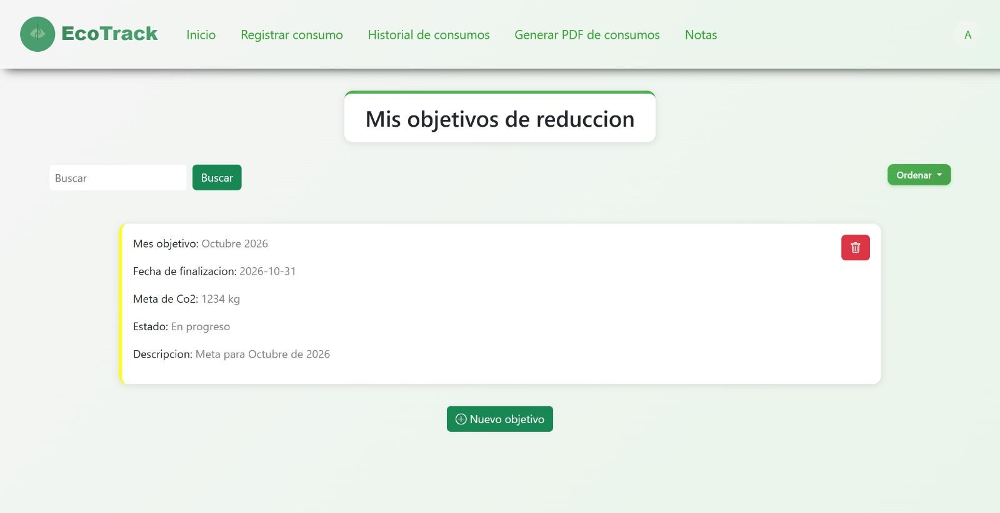 EcoTrack Inicio Registrar consumo Historial de consumos Generar PDF de consumos Notas A
Mis objetivos de reduccion
Buscar Buscar Ordenar
Mes objetivo: Octubre 2026
Fecha de finalizacion: 2026-10-31
Meta de Co2: 1234 kg
Estado: En progreso
Descripcion: Meta para Octubre de 2026
Nuevo objetivo